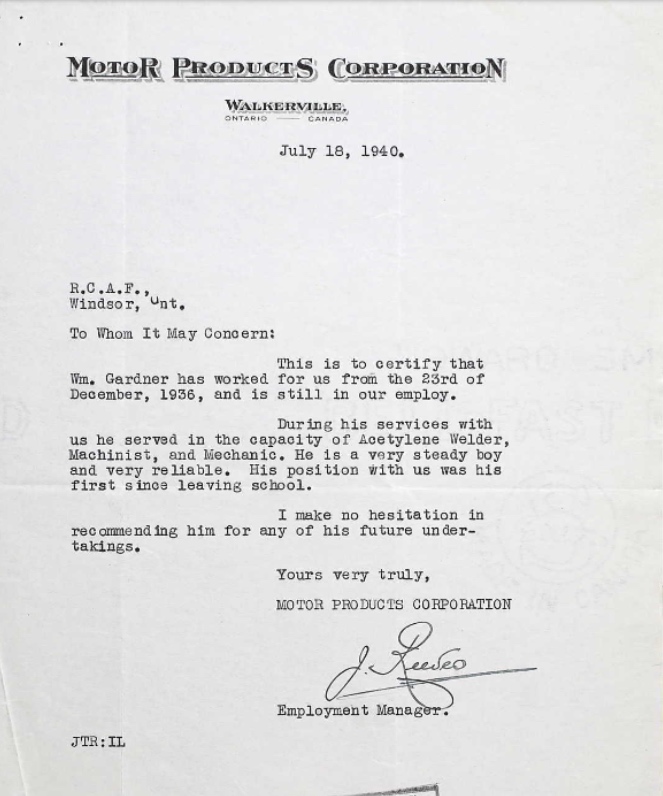 MOTOR PRODUCTS CORPORATION
WALKERVILLE,
ONTARIO — CANADA
July 18, 1940.
R.C.A.F.,
Windsor, Ont.
To Whom It May Concern:
This is to certify that
Wm. Gardner has worked for us from the 23rd of
December, 1936, and is still in our employ.
During his services with
us he served in the capacity of Acetylene Welder,
Machinist, and Mechanic. He is a very steady boy
and very reliable. His position with us was his
first since leaving school.
I make no hesitation in
recommending him for any of his future under-
takings.
Yours very truly,
MOTOR PRODUCTS CORPORATION
J.
Employment Manager.
JTR:IL